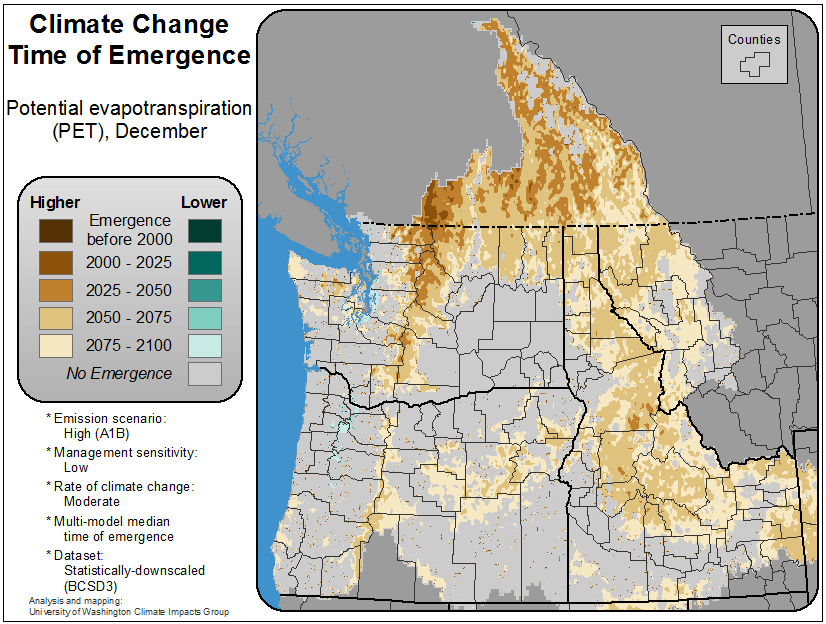 Climate Change
Time of Emergence
Potential evapotranspiration
(PET), December
Higher Lower
Emergence
before 2000
2000 - 2025
2025 - 2050
2050 - 2075
2075 - 2100
No Emergence
* Emission scenario:
High (A1B)
* Management sensitivity:
Low
* Rate of climate change:
Moderate
* Multi-model median
time of emergence
* Dataset:
Statistically-downscaled
(BCSD3)
Analysis and mapping:
University of Washington Climate Impacts Group
Counties